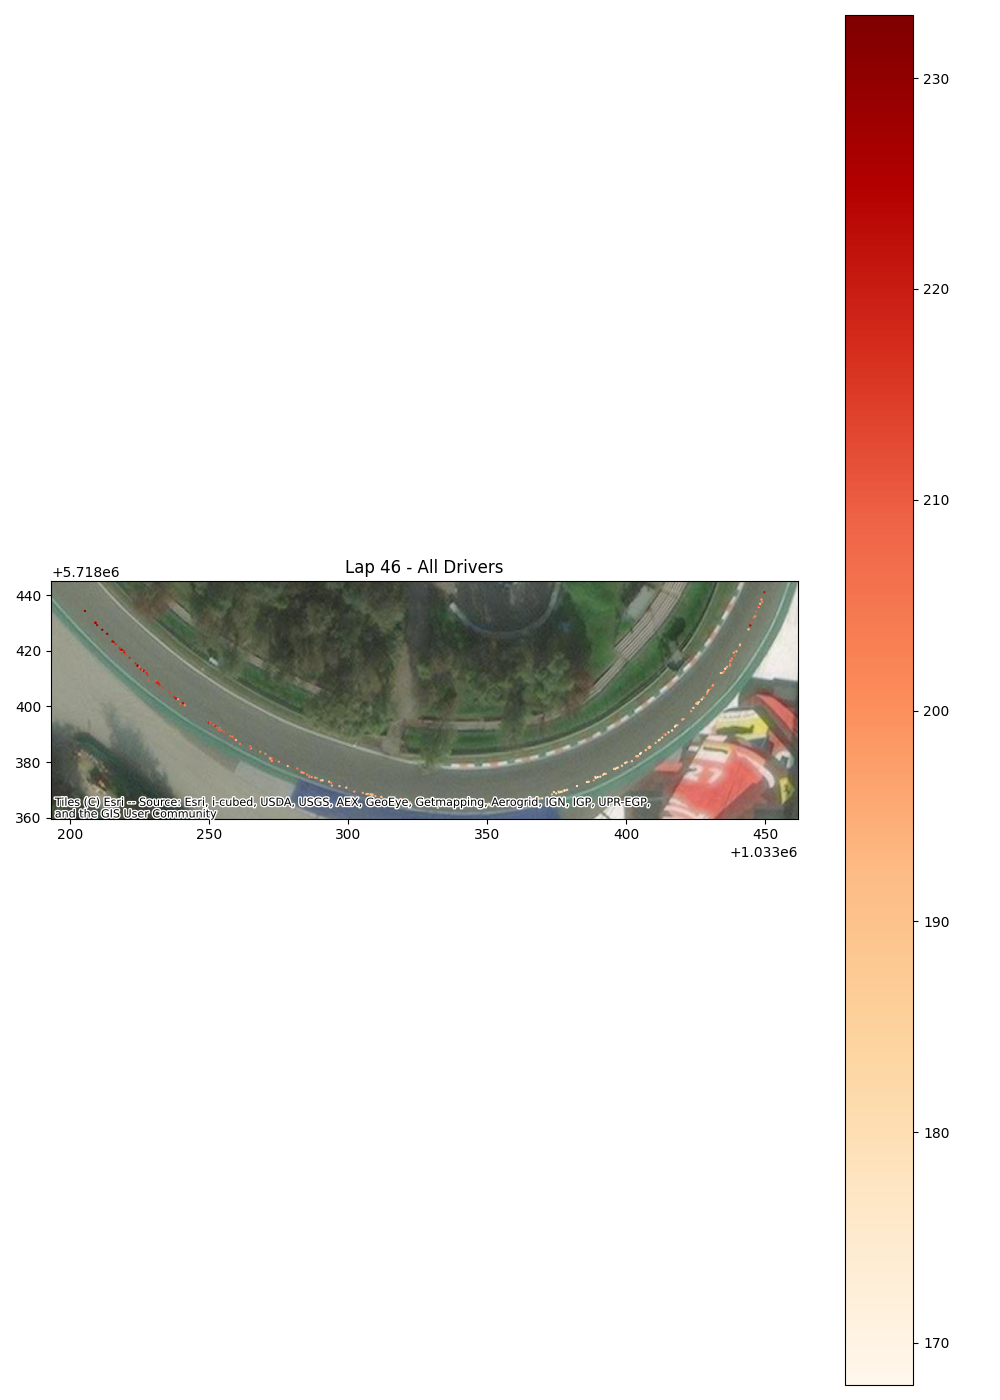 Lap 46 - All Drivers
+5.718e6
440
420
400
380
360
27
Tiles (C) Esri -- Source: Esri, i-cubed, USDA, USGS, AEX, GeoEye, Getmapping, Aerogrid, IGN, IGP, UPR-EGP,
and the GIS User Community
200 250 300 350 400 450
+1.033e6
230
220
210
200
190
180
170